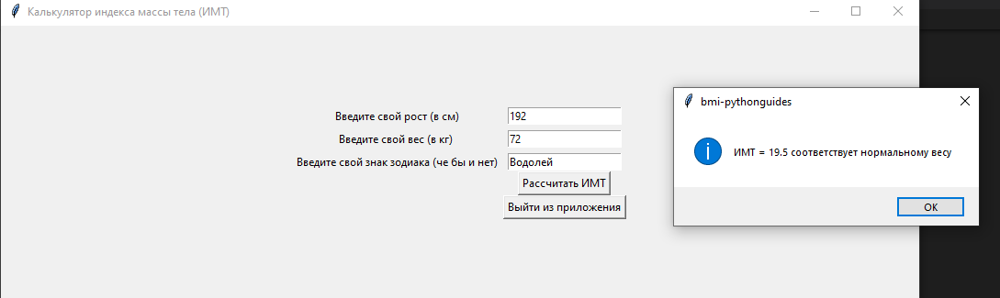 Калькулятор индекса массы тела (ИМТ)
bmi-pythonguides
Введите свой рост (в см) 192
Введите свой вес (в кг) 72
ИМТ = 19.5 соответствует нормальному весу
Введите свой знак зодиака (че бы и нет) Водолей
Рассчитать ИМТ
Выйти из приложения
OK